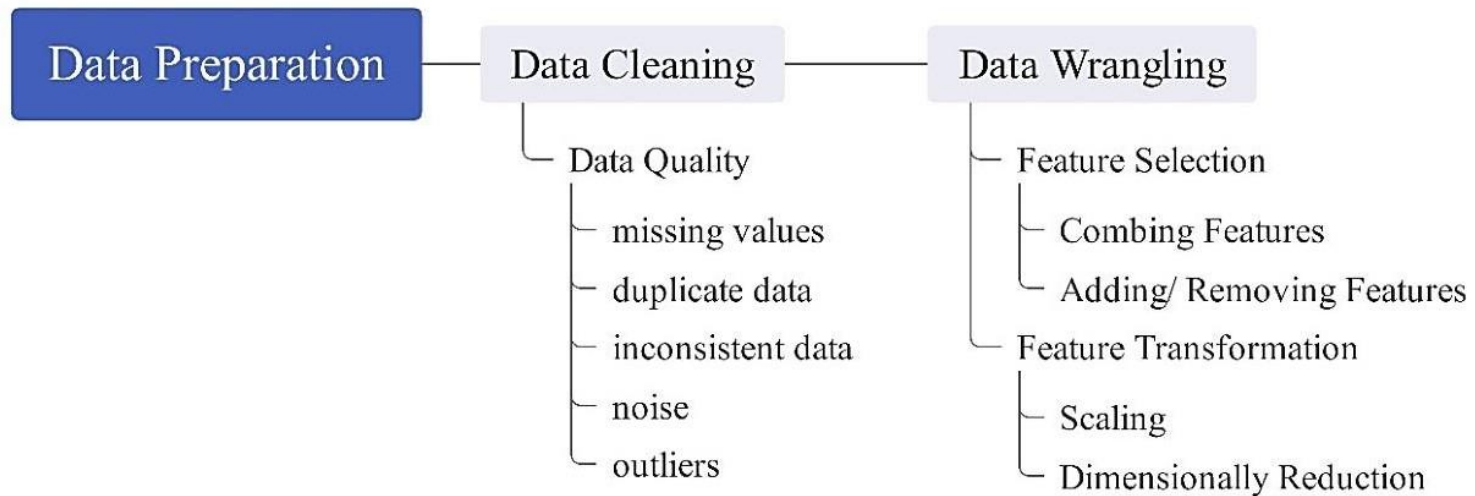 Data Preparation
Data Cleaning
Data Quality
missing values
duplicate data
inconsistent data
noise
outliers
Data Wrangling
Feature Selection
Combing Features
Adding/ Removing Features
Feature Transformation
Scaling
Dimensionally Reduction